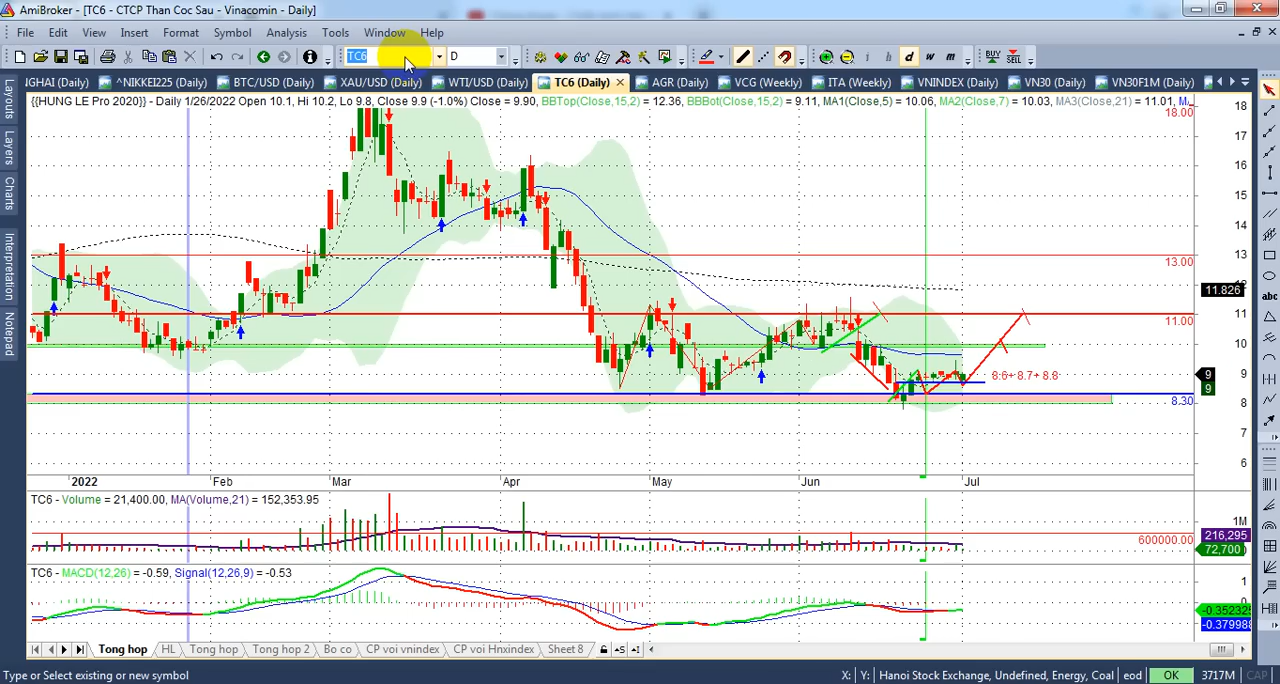 AmiBroker - [TC6 - CTCP Than Coc Sau - Vinacomin - Daily]
File Edit View Insert Format Symbol Analysis Tools Window Help
TC6 D h d w m BUY SELL
IGHAI (Daily) ^NIKKEI225 (Daily) BTC/USD (Daily) XAU/USD (Daily) WTI/USD (Daily) TC6 (Daily) AGR (Daily) VCG (Weekly) ITA (Weekly) VNINDEX (Daily) VN30 (Daily) VN30F1M (Daily)
{{HUNG LE Pro 2020}} - Daily 1/26/2022 Open 10.1, Hi 10.2, Lo 9.8, Close 9.9 (-1.0%) Close = 9.90, BBTop(Close,15,2) = 12.36, BBBot(Close,15,2) = 9.11, MA1(Close,5) = 10.06, MA2(Close,7) = 10.03, MA3(Close,21) = 11.01,
Layouts
Layers
Charts
Interpretation
Notepad
18
18.00
17
16
15
14
13
13.00
12
11.826
11
11.00
10
9
9
9
8.6+ 8.7+ 8.8
8.30
8
7
6
2022 Feb Mar Apr May Jun Jul
TC6 - Volume = 21,400.00, MA(Volume,21) = 152,353.95
1M
216,295
600000.00
72,700
TC6 - MACD(12,26) = -0.59, Signal(12,26,9) = -0.53
1
0
-0.352325
-0.379988
abc
Tong hop HL Tong hop Tong hop 2 Bo co CP voi vnindex CP voi Hnxindex Sheet 8
Type or Select existing or new symbol X: Y: Hanoi Stock Exchange, Undefined, Energy, Coal eod OK 3717M CAP